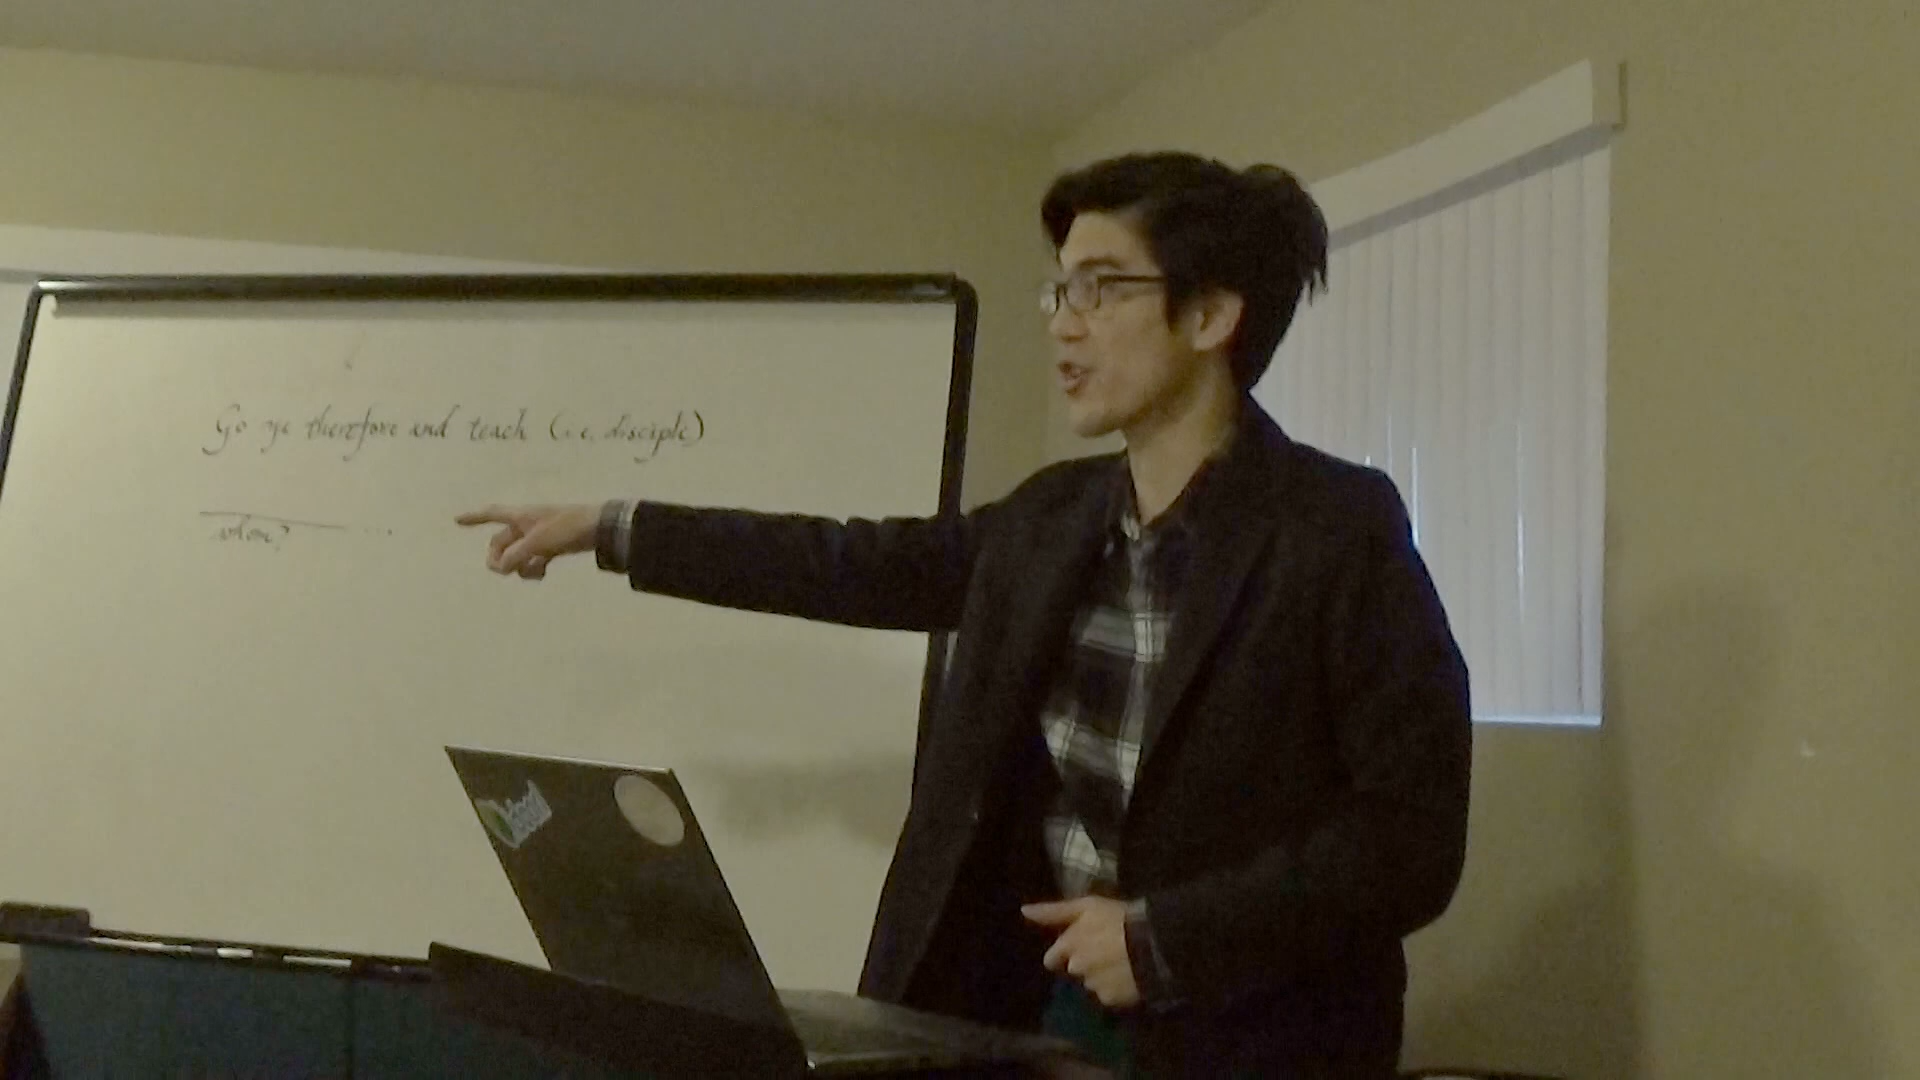 Go ye therefore and teach (i.e. disciple)
whom? ...